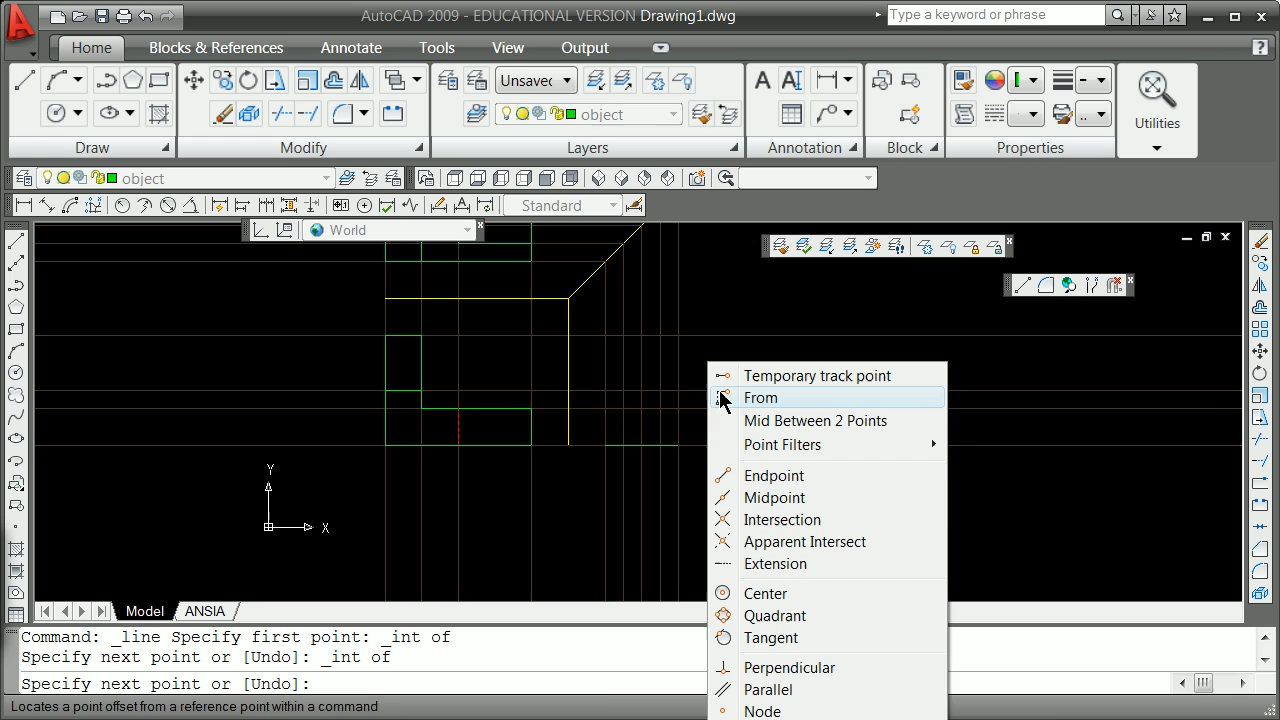 AutoCAD 2009 - EDUCATIONAL VERSION Drawing1.dwg
Type a keyword or phrase
Home Blocks & References Annotate Tools View Output
Unsavec
object
Utilities
Draw Modify Layers Annotation Block Properties
object
Standard
World
Temporary track point
From
Mid Between 2 Points
Point Filters
Endpoint
Midpoint
Intersection
Apparent Intersect
Extension
Center
Quadrant
Tangent
Perpendicular
Parallel
Node
Y
X
Model ANSIA
Command: _line Specify first point: _int of
Specify next point or [Undo]: _int of
Specify next point or [Undo]:
Locates a point offset from a reference point within a command